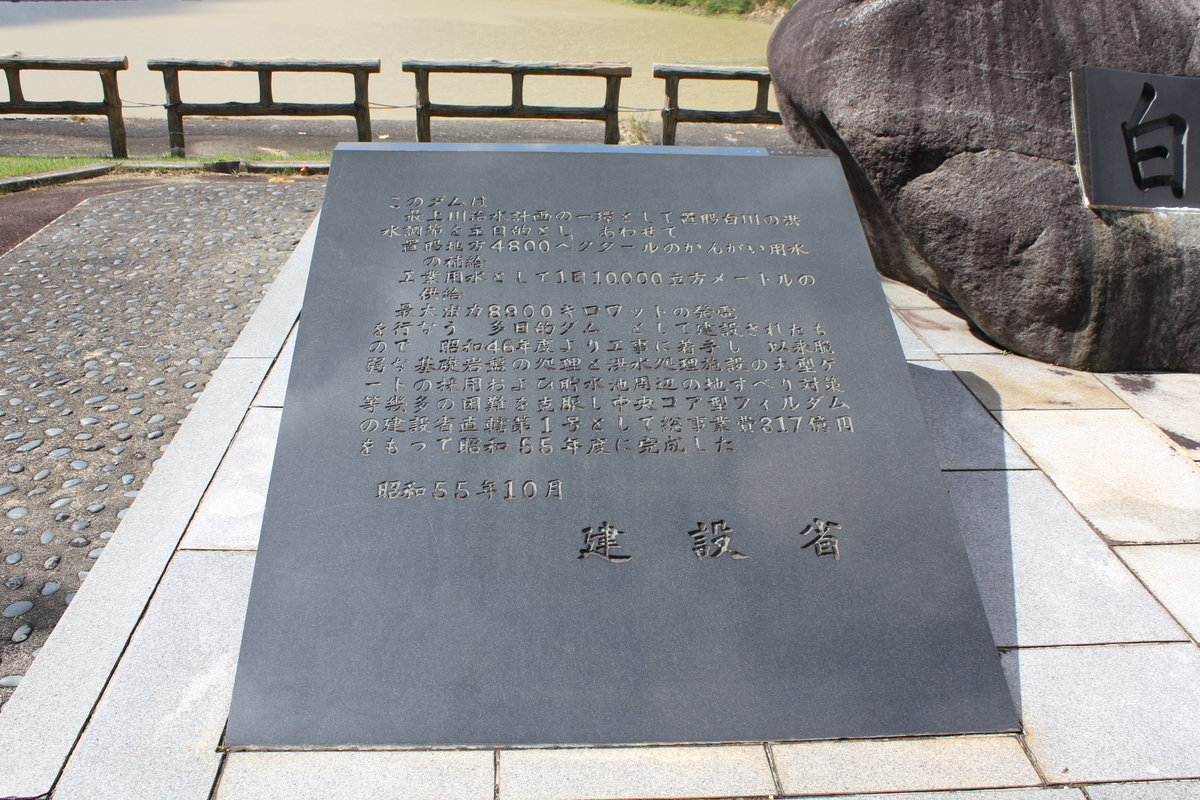 このダムは
最上川治水計画の一環として置賜白川の洪
水調節を主目的とし あわせて
置賜地方4800ヘクタールのかんがい用水
の補給
工業用水として1日10,000立方メートルの
供給
最大出力8900キロワットの発電
を行なう 多目的ダム として建設されたも
ので 昭和46年度より工事に着手し 以来脆
弱な基礎岩盤の処理と洪水処理施設の大型ゲ
ートの採用および貯水池周辺の地すべり対策
等幾多の困難を克服し中央コア型フィルダム
の建設省直轄第1号として総事業費317億円
をもって昭和55年度に完成した
昭和55年10月
建設省
白